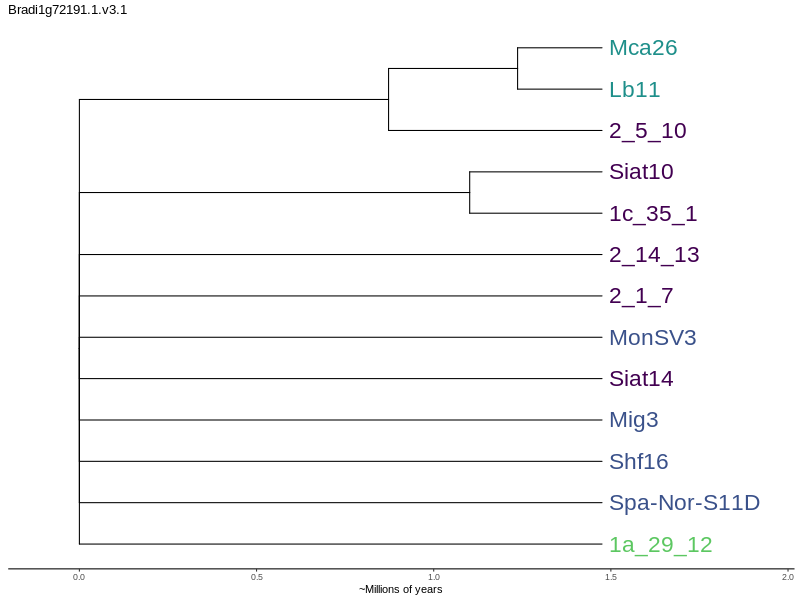 Bradi1g72191.1.v3.1
Mca26
Lb11
2_5_10
Siat10
1c_35_1
2_14_13
2_1_7
MonSV3
Siat14
Mig3
Shf16
Spa-Nor-S11D
1a_29_12
0.0 0.5 1.0 1.5 2.0
~Millions of years